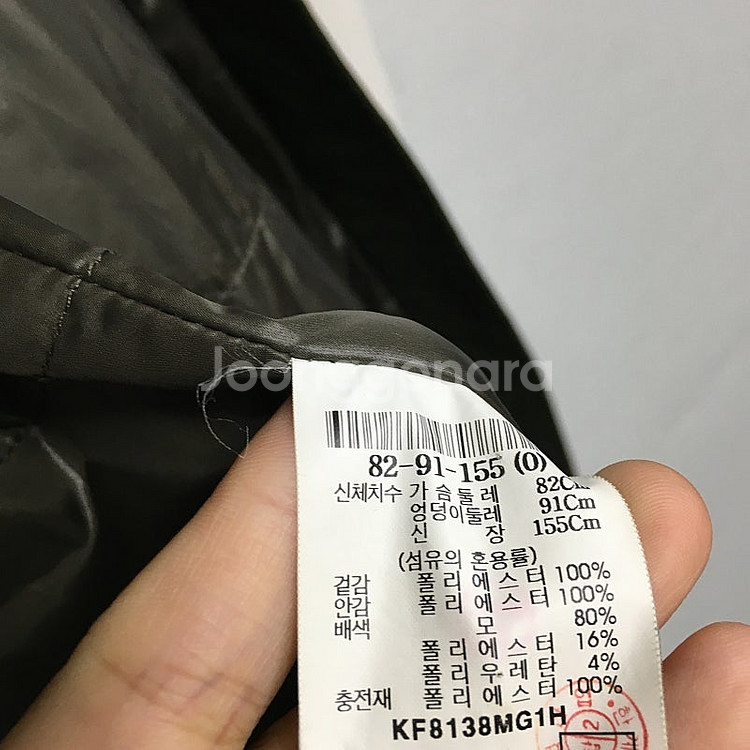 Joonggonara
82-91-155 (0)
신체치수 가 슴 둘 레 82Cm
엉덩이둘레 91Cm
신 장 155Cm
(섬유의 혼용률)
겉감 폴 리 에 스 터 100%
안감 폴 리 에 스 터 100%
배색 모 80%
폴 리 에 스 터 16%
폴 리 우 레 탄 4%
충전재 폴 리 에 스 터 100%
KF8138MG1H